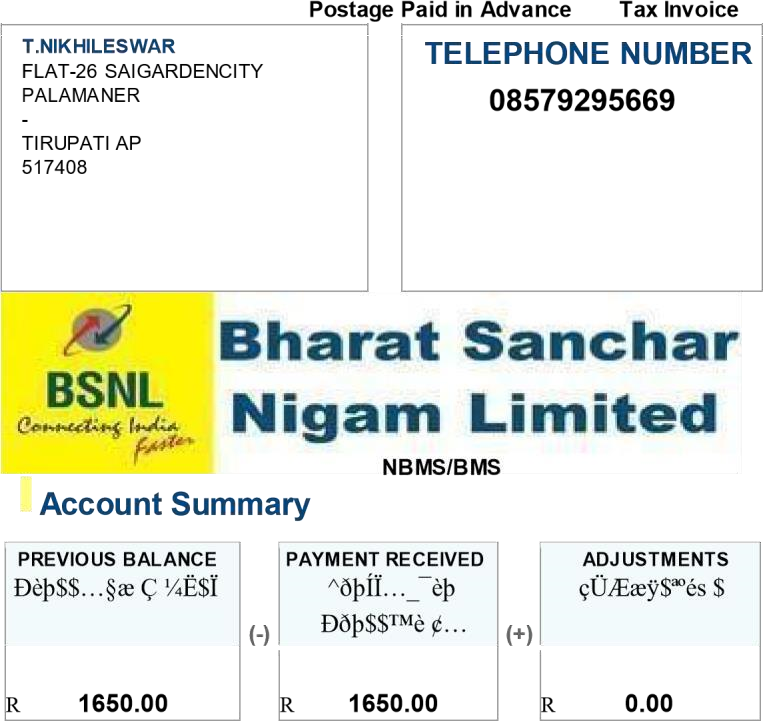 Postage Paid in Advance Tax Invoice
T.NIKHILESWAR
FLAT-26 SAIGARDENCITY
PALAMANER
-
TIRUPATI AP
517408
TELEPHONE NUMBER
08579295669
BSNL
Connecting India
Faster
Bharat Sanchar
Nigam Limited
NBMS/BMS
Account Summary
PREVIOUS BALANCE
Ðèþ$$…§æ Ç ¼Ë$Ï
R 1650.00
(-)
PAYMENT RECEIVED
^ðþÍÏ…_¯èþ
Ððþ$$™è ¢…
R 1650.00
(+)
ADJUSTMENTS
çÜÆæÿ$ªºés $
R 0.00